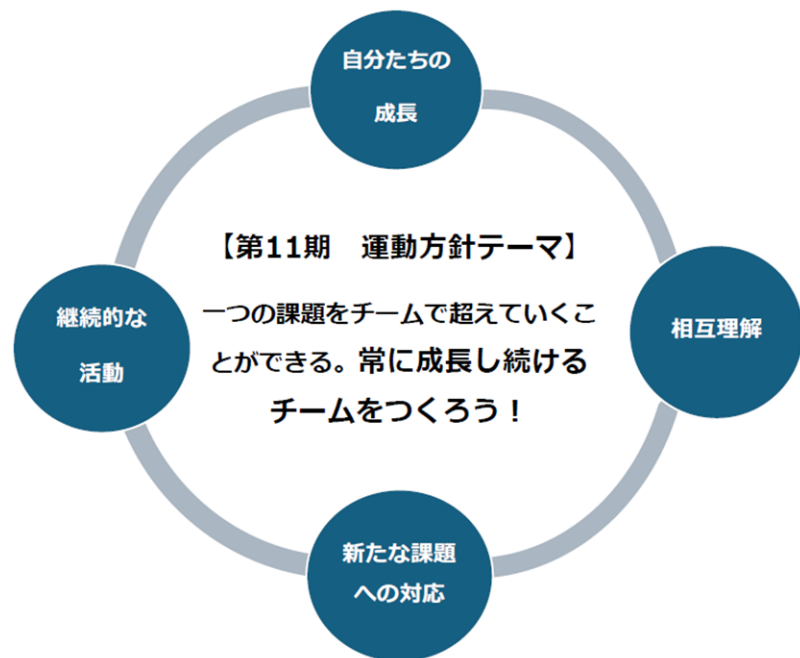 自分たちの
成長
【第11期　運動方針テーマ】
一つの課題をチームで超えていくこ
とができる。常に成長し続ける
チームをつくろう！
継続的な
活動
相互理解
新たな課題
への対応